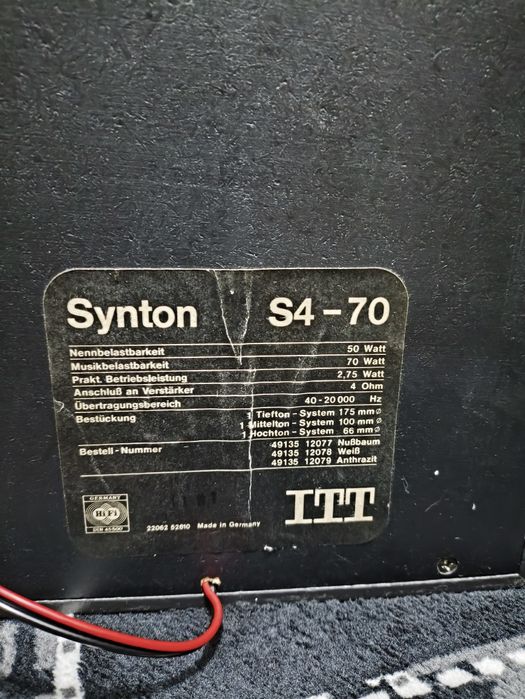 Synton S4-70
Nennbelastbarkeit 50 Watt
Musikbelastbarkeit 70 Watt
Prakt. Betriebsleistung 2,75 Watt
Anschluß an Verstärker 4 Ohm
Übertragungsbereich 40-20000 Hz
Bestückung 1 Tiefton-System 175 mm ⌀
1 Mittelton-System 100 mm ⌀
1 Hochton-System 66 mm ⌀
Bestell-Nummer 49135 12077 Nußbaum
49135 12078 Weiß
49135 12079 Anthrazit
GERMANY
HiFi
DIN 45500
22062 52610 Made in Germany
ITT